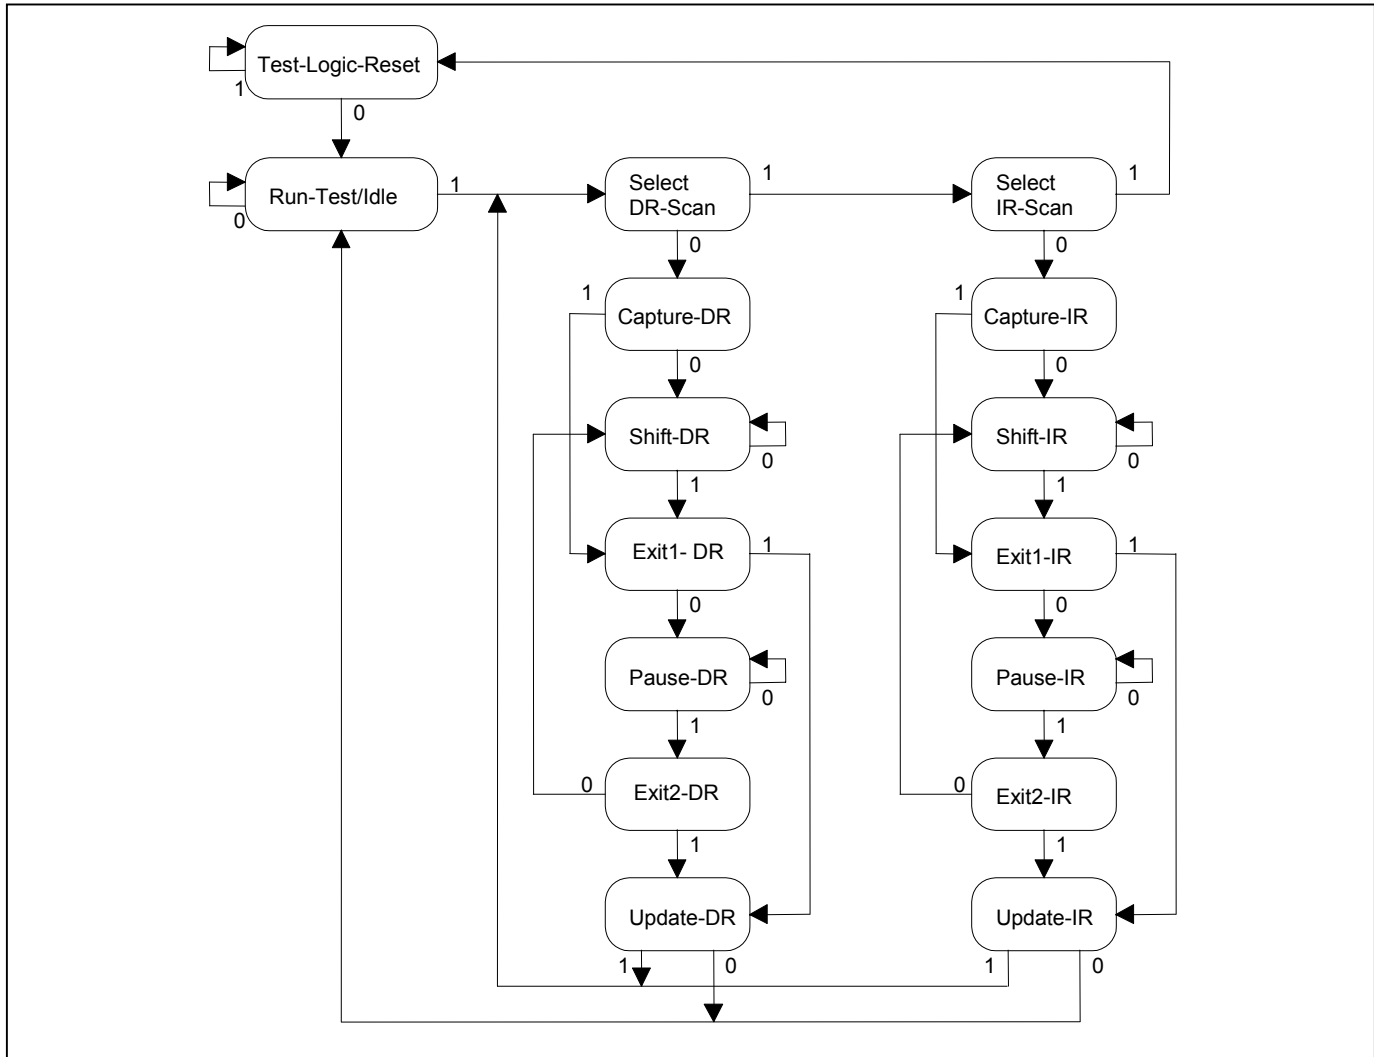 Test-Logic-Reset
1
0
Run-Test/Idle
1
0
Select
DR-Scan
1
0
Select
IR-Scan
1
0
1
Capture-DR
0
1
Capture-IR
0
Shift-DR
0
1
Shift-IR
0
1
Exit1- DR
1
0
Exit1-IR
1
0
Pause-DR
0
1
Pause-IR
0
1
0
Exit2-DR
1
0
Exit2-IR
1
Update-DR
1
0
Update-IR
1
0